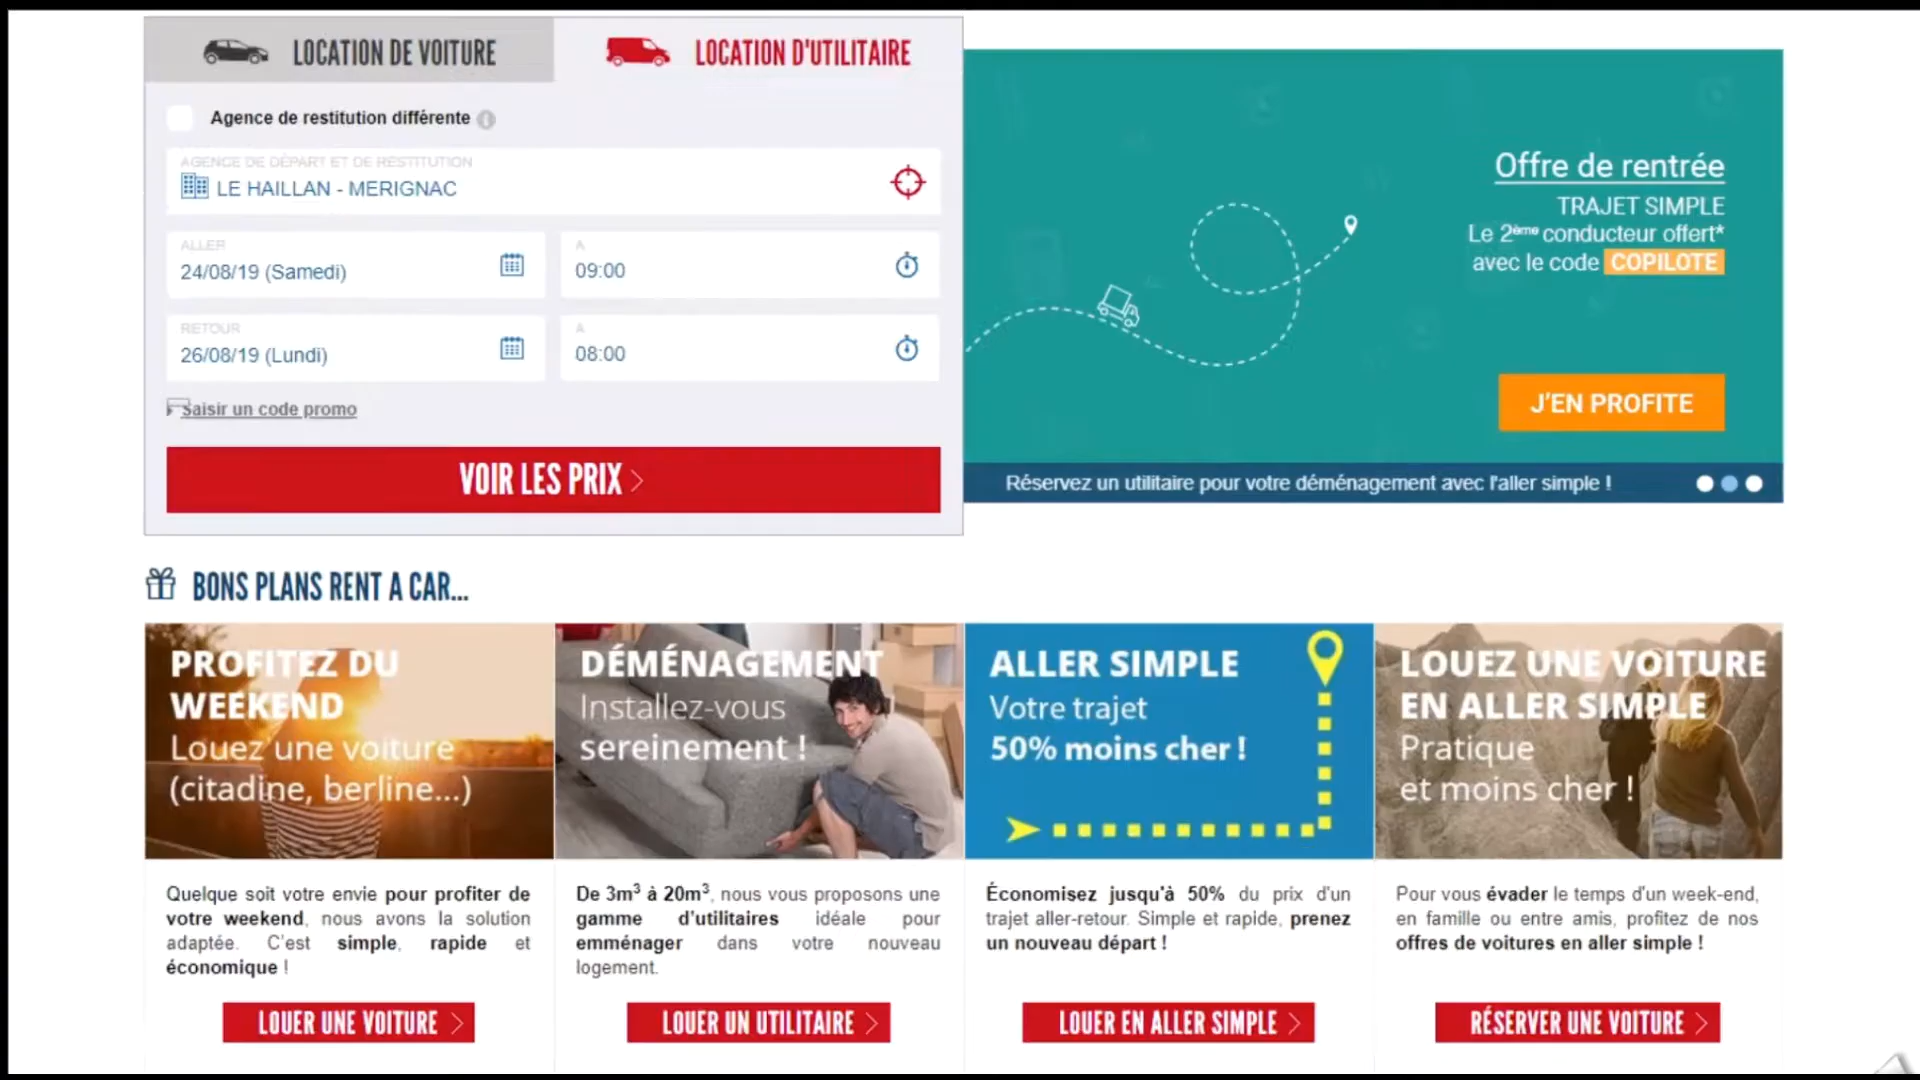 LOCATION DE VOITURE
LOCATION D'UTILITAIRE
Agence de restitution différente
AGENCE DE DÉPART ET DE RESTITUTION
LE HAILLAN - MERIGNAC
ALLER
24/08/19 (Samedi)
A
09:00
RETOUR
26/08/19 (Lundi)
A
08:00
Saisir un code promo
VOIR LES PRIX
Offre de rentrée
TRAJET SIMPLE
Le 2ème conducteur offert*
avec le code COPILOTE
J'EN PROFITE
Réservez un utilitaire pour votre déménagement avec l'aller simple !
BONS PLANS RENT A CAR...
PROFITEZ DU
WEEKEND
Louez une voiture
(citadine, berline...)
Quelque soit votre envie pour profiter de
votre weekend, nous avons la solution
adaptée. C'est simple, rapide et
économique !
LOUER UNE VOITURE
DÉMÉNAGEMENT
Installez-vous
sereinement !
De 3m³ à 20m³, nous vous proposons une
gamme d'utilitaires idéale pour
emménager dans votre nouveau
logement.
LOUER UN UTILITAIRE
ALLER SIMPLE
Votre trajet
50% moins cher !
Économisez jusqu'à 50% du prix d'un
trajet aller-retour. Simple et rapide, prenez
un nouveau départ !
LOUER EN ALLER SIMPLE
LOUEZ UNE VOITURE
EN ALLER SIMPLE
Pratique
et moins cher !
Pour vous évader le temps d'un week-end,
en famille ou entre amis, profitez de nos
offres de voitures en aller simple !
RÉSERVER UNE VOITURE